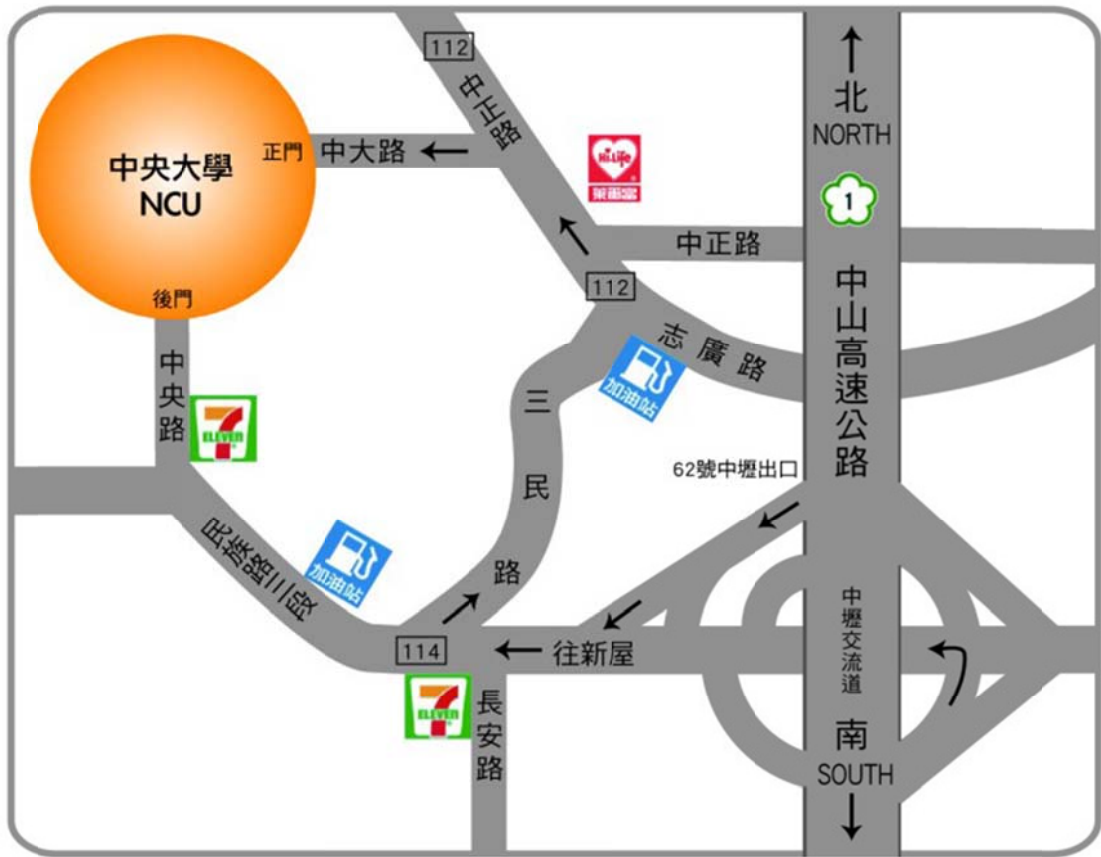 112
中正路
北
NORTH
正門
中大路
中央大學
NCU
Hi-Life
萊爾富
1
中正路
後門
112
中山高速公路
志廣路
中央路
加油站
三民路
7
ELEVEN
62號中壢出口
民族路三段
加油站
中壢交流道
114
往新屋
7
ELEVEN
長安路
南
SOUTH